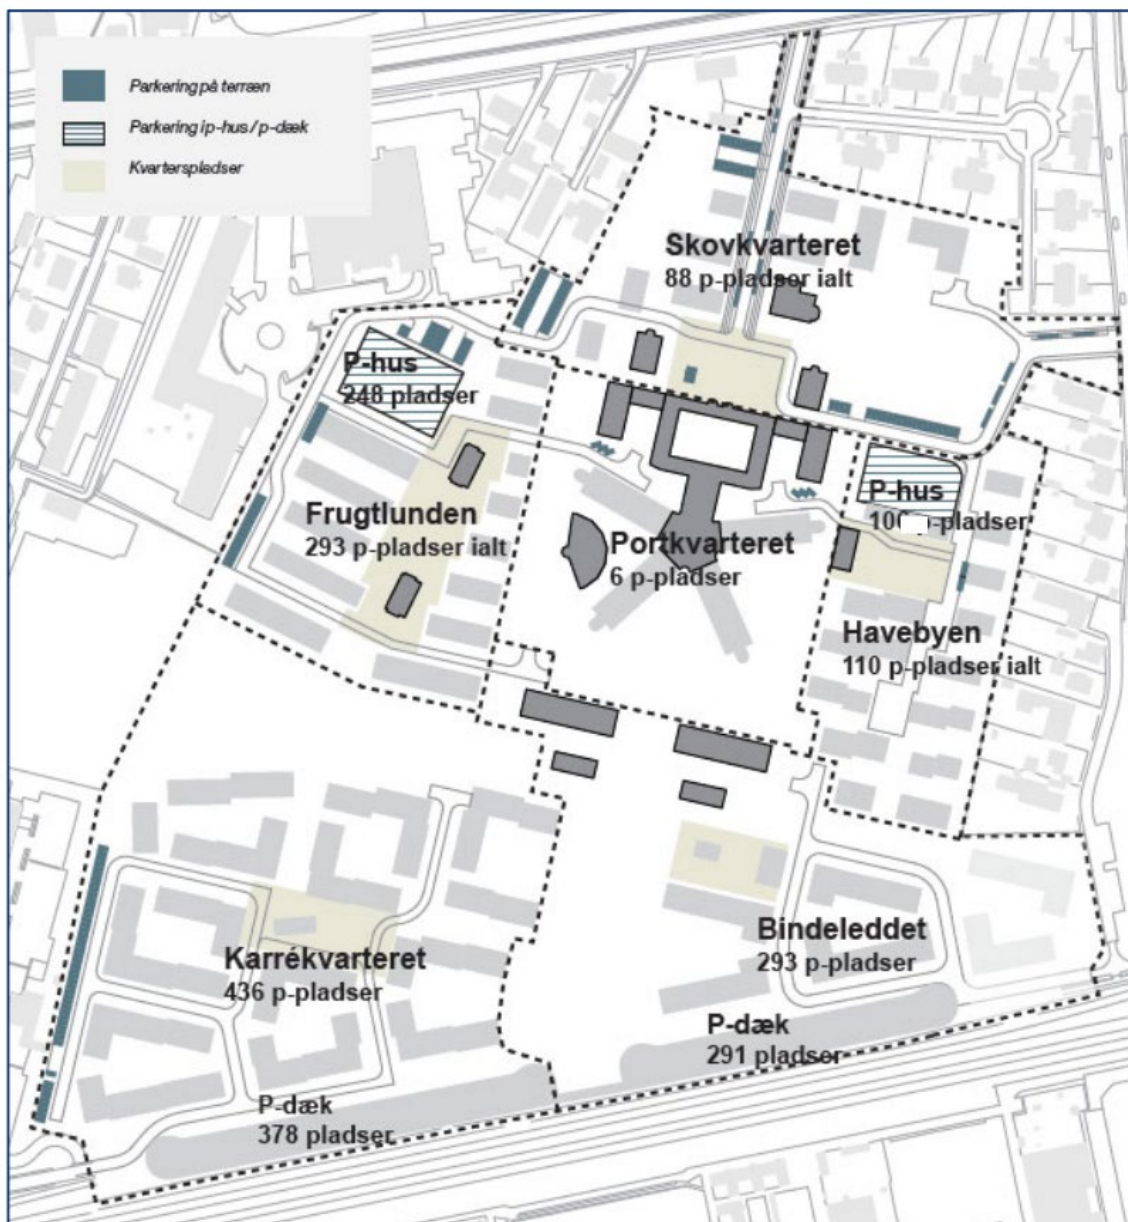 Parkering på terræn
Parkering i p-hus / p-dæk
Kvarterspladser
Skovkvarteret
88 p-pladser ialt
P-hus
248 pladser
P-hus
p-pladser
Frugtlunden
293 p-pladser ialt
Portkvarteret
6 p-pladser
Havebyen
110 p-pladser ialt
Bindeleddet
293 p-pladser
Karrékvarteret
436 p-pladser
P-dæk
291 pladser
P-dæk
378 pladser